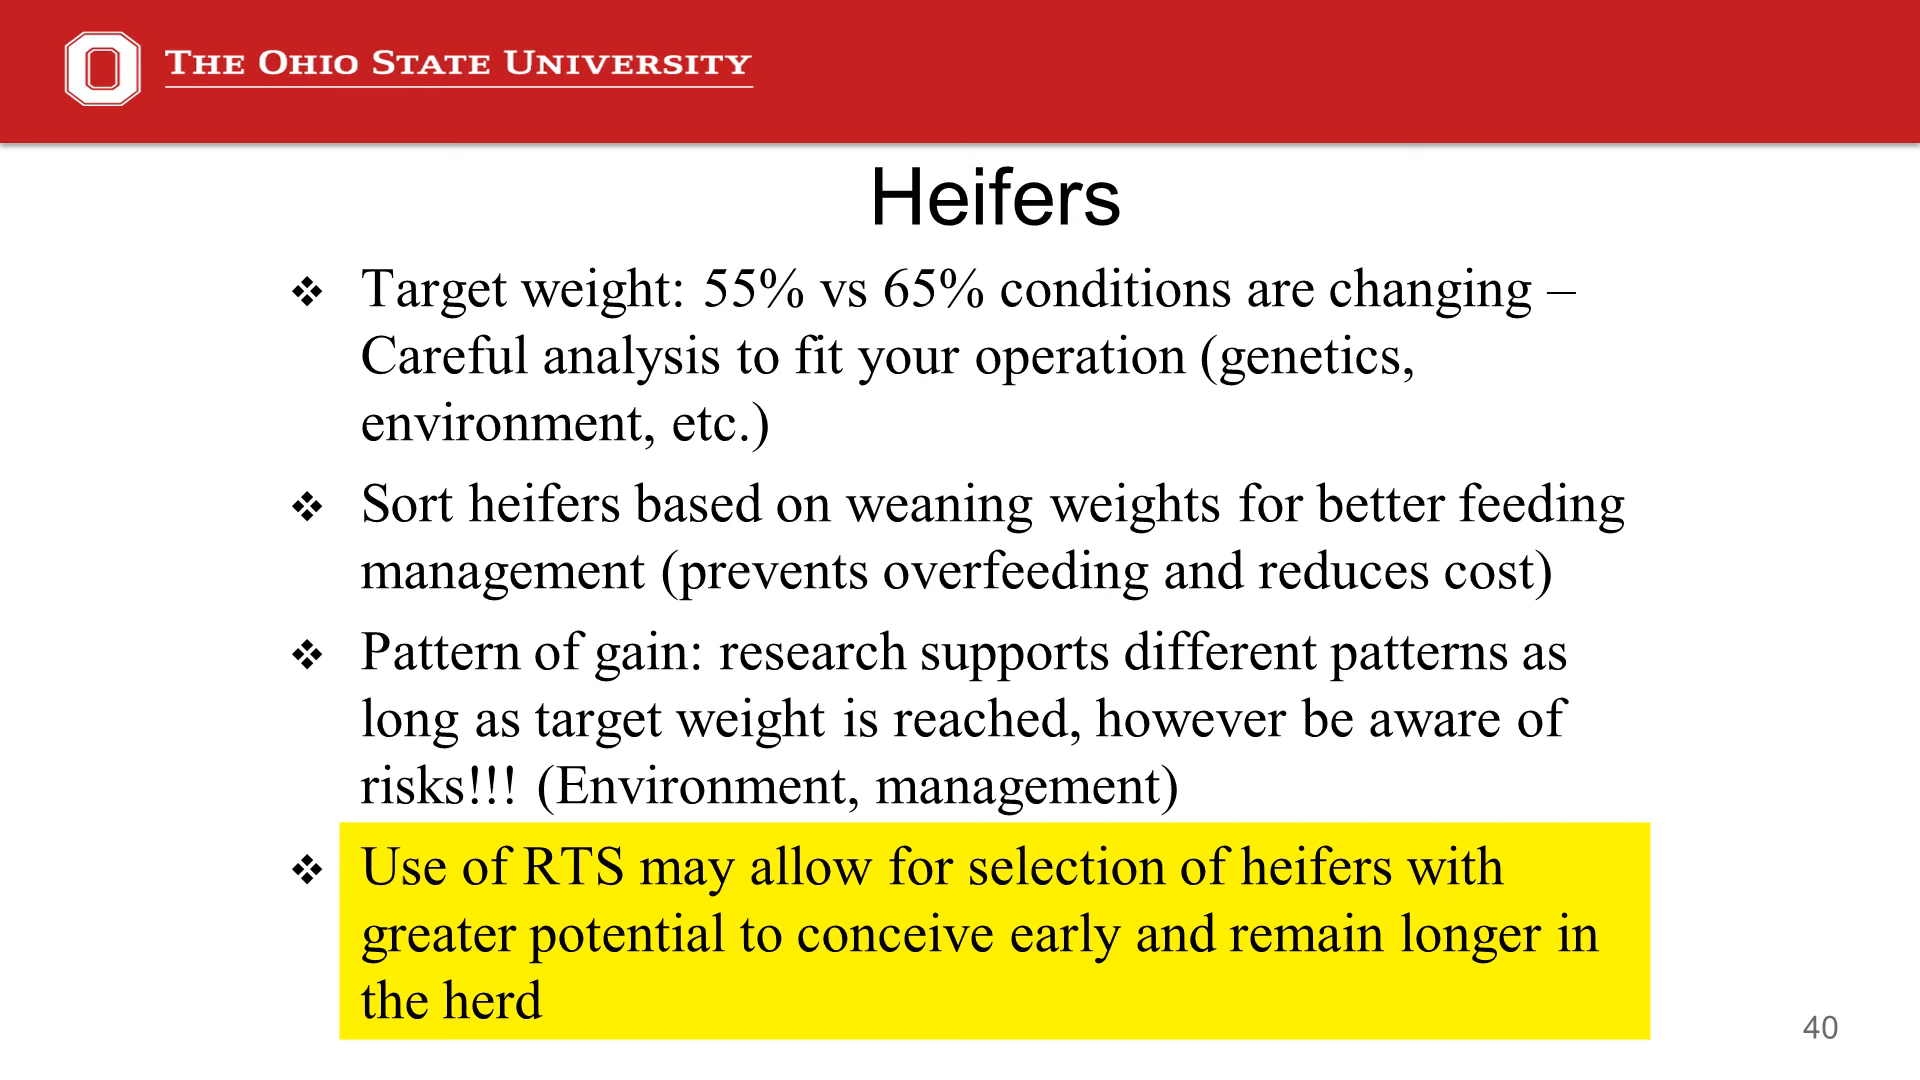 THE OHIO STATE UNIVERSITY
Heifers
❖ Target weight: 55% vs 65% conditions are changing –
Careful analysis to fit your operation (genetics,
environment, etc.)
❖ Sort heifers based on weaning weights for better feeding
management (prevents overfeeding and reduces cost)
❖ Pattern of gain: research supports different patterns as
long as target weight is reached, however be aware of
risks!!! (Environment, management)
❖ Use of RTS may allow for selection of heifers with
greater potential to conceive early and remain longer in
the herd
40